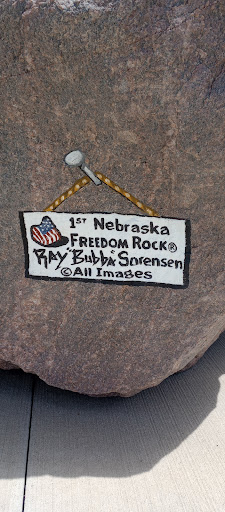 1ST Nebraska
FREEDOM ROCK®
RAY "Bubba" Sorensen
©All Images